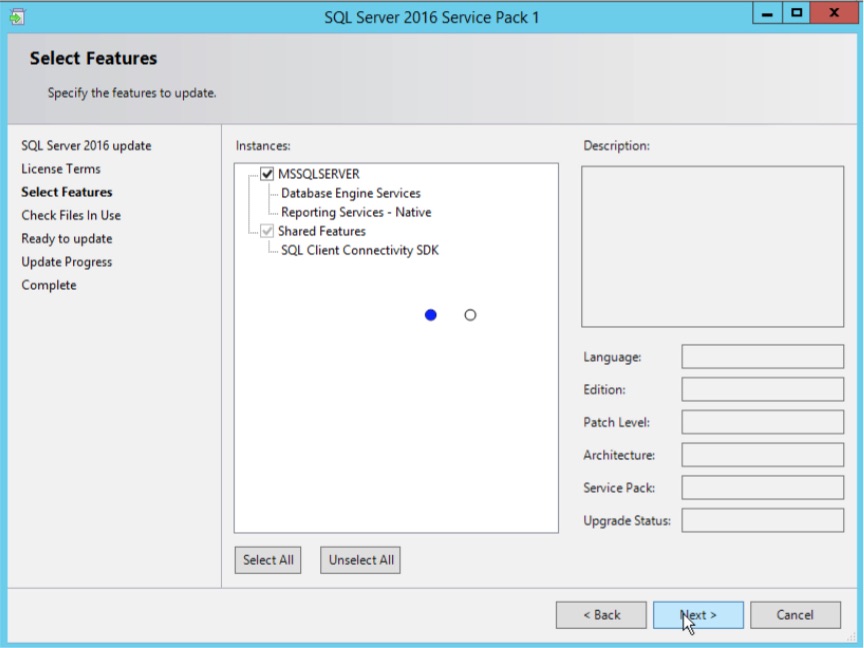 SQL Server 2016 Service Pack 1
Select Features
Specify the features to update.
SQL Server 2016 update
License Terms
Select Features
Check Files In Use
Ready to update
Update Progress
Complete
Instances:
MSSQLSERVER
Database Engine Services
Reporting Services - Native
Shared Features
SQL Client Connectivity SDK
Select All
Unselect All
Description:
Language:
Edition:
Patch Level:
Architecture:
Service Pack:
Upgrade Status:
< Back
Next >
Cancel